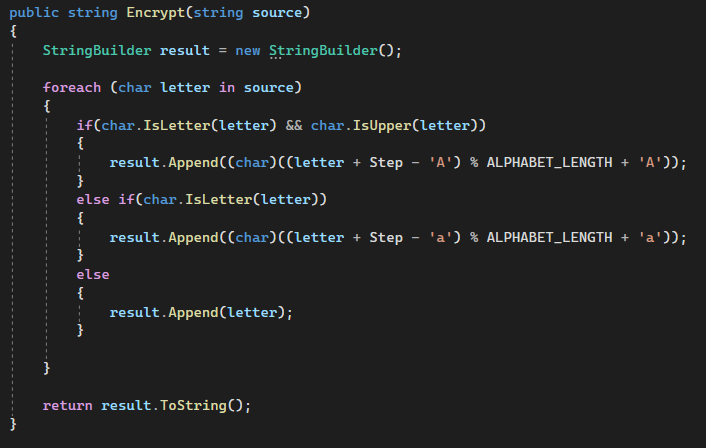 public string Encrypt(string source)
{
    StringBuilder result = new StringBuilder();

    foreach (char letter in source)
    {
        if(char.IsLetter(letter) && char.IsUpper(letter))
        {
            result.Append((char)((letter + Step - 'A') % ALPHABET_LENGTH + 'A'));
        }
        else if(char.IsLetter(letter))
        {
            result.Append((char)((letter + Step - 'a') % ALPHABET_LENGTH + 'a'));
        }
        else
        {
            result.Append(letter);
        }

    }

    return result.ToString();
}